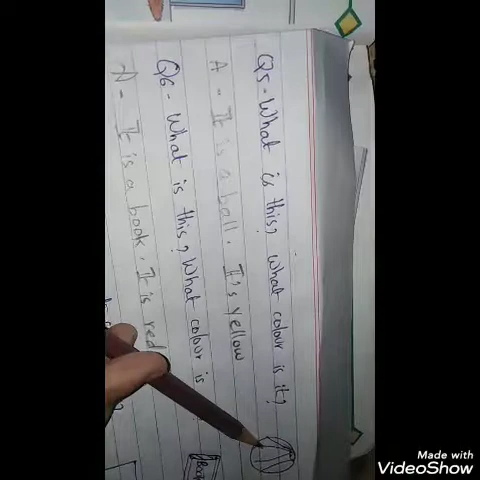 Q5- What is this? What colour is it?
A - It is a ball. It's yellow
Q6 - What is this? What colour is
A- It is a book. It is red
Made with
VideoShow